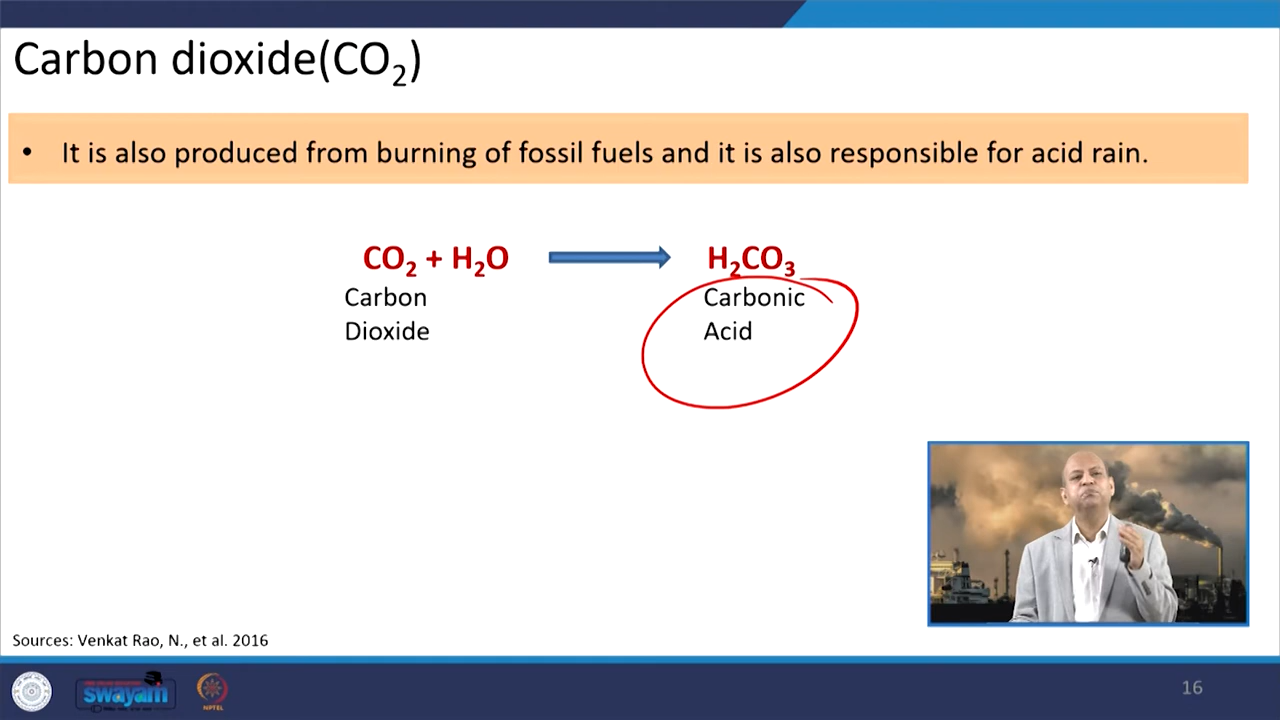 Carbon dioxide(CO₂)
• It is also produced from burning of fossil fuels and it is also responsible for acid rain.
CO₂ + H₂O H₂CO₃
Carbon Carbonic
Dioxide Acid
Sources: Venkat Rao, N., et al. 2016
swayam
NPTEL
16